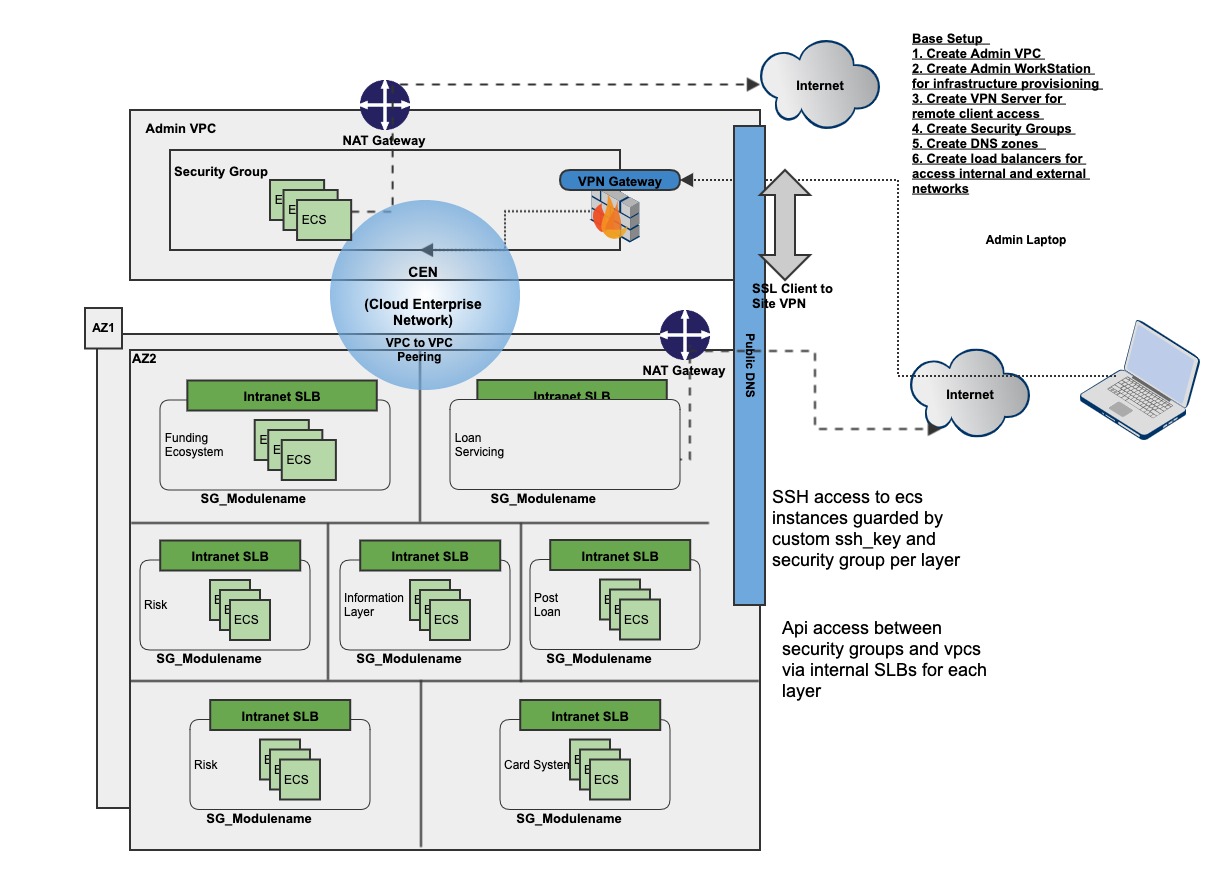 Base Setup
1. Create Admin VPC
2. Create Admin WorkStation
for infrastructure provisioning
3. Create VPN Server for
remote client access
4. Create Security Groups
5. Create DNS zones
6. Create load balancers for
access internal and external
networks
Internet
Admin VPC
NAT Gateway
Security Group
E
E
ECS
VPN Gateway
Admin Laptop
CEN
(Cloud Enterprise
Network)
VPC to VPC
Peering
SSL Client to
Site VPN
Public DNS
AZ1
AZ2
NAT Gateway
Internet
Intranet SLB
Funding
Ecosystem
E
E
ECS
SG_Modulename
Intranet SLB
Loan
Servicing
SG_Modulename
SSH access to ecs
instances guarded by
custom ssh_key and
security group per layer
Intranet SLB
Risk
E
E
ECS
SG_Modulename
Intranet SLB
Information
Layer
E
E
ECS
SG_Modulename
Intranet SLB
Post
Loan
E
E
ECS
SG_Modulename
Api access between
security groups and vpcs
via internal SLBs for each
layer
Intranet SLB
Risk
E
E
ECS
SG_Modulename
Intranet SLB
Card System
E
E
ECS
SG_Modulename